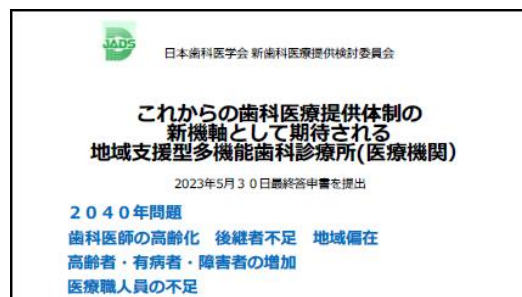 JADS
日本歯科医学会 新歯科医療提供検討委員会
これからの歯科医療提供体制の
新機軸として期待される
地域支援型多機能歯科診療所(医療機関)
2023年5月30日最終答申書を提出
2040年問題
歯科医師の高齢化 後継者不足 地域偏在
高齢者・有病者・障害者の増加
医療職人員の不足